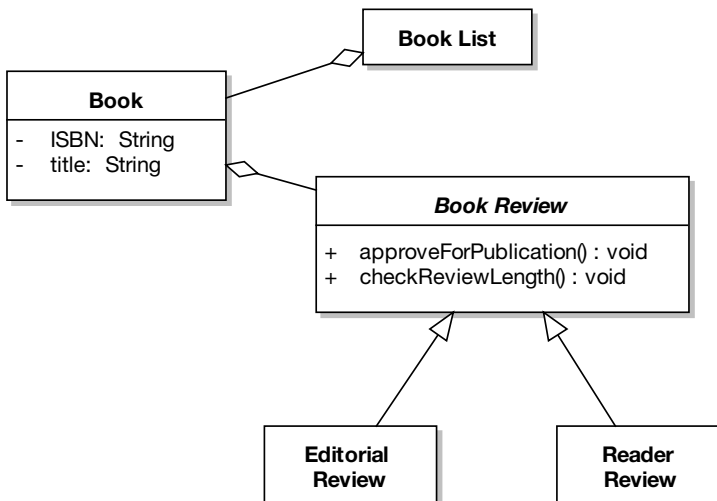 Book List
Book
- ISBN: String
- title: String
Book Review
+ approveForPublication() : void
+ checkReviewLength() : void
Editorial
Review
Reader
Review